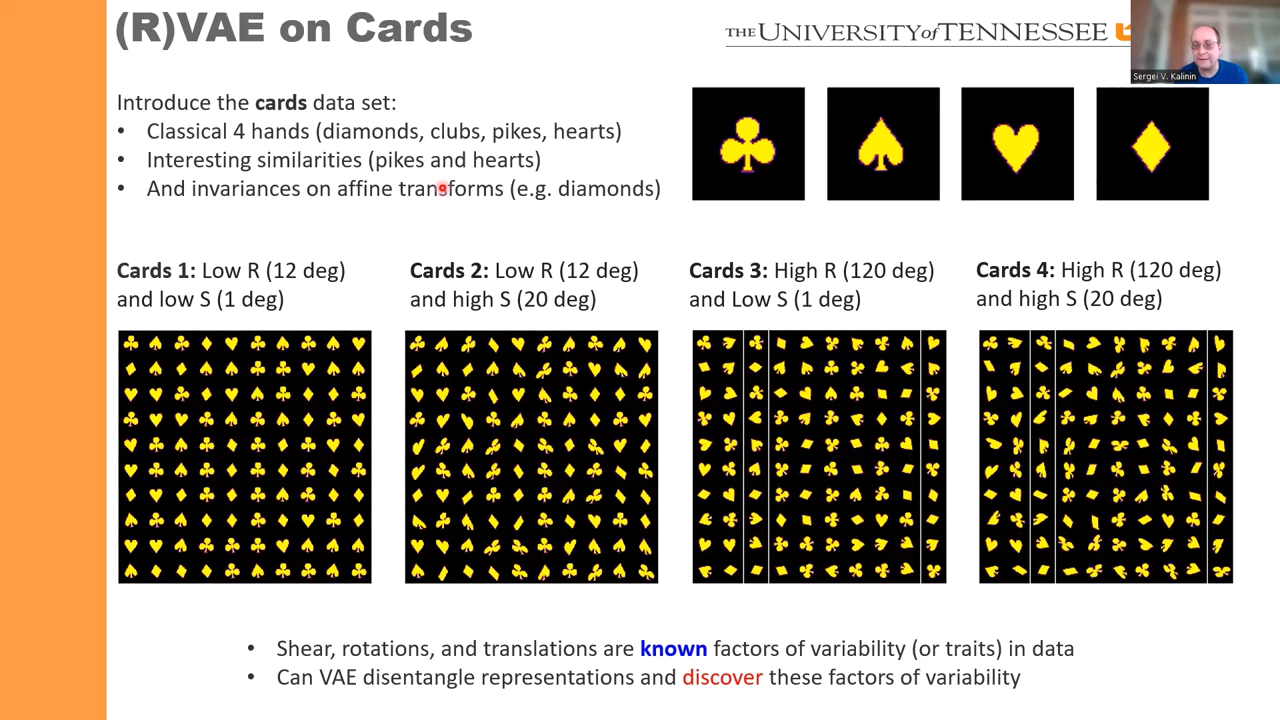 (R)VAE on Cards
THE UNIVERSITY of TENNESSEE
Sergei V. Kalinin
Introduce the cards data set:
• Classical 4 hands (diamonds, clubs, pikes, hearts)
• Interesting similarities (pikes and hearts)
• And invariances on affine transforms (e.g. diamonds)
Cards 1: Low R (12 deg)
and low S (1 deg)
Cards 2: Low R (12 deg)
and high S (20 deg)
Cards 3: High R (120 deg)
and Low S (1 deg)
Cards 4: High R (120 deg)
and high S (20 deg)
• Shear, rotations, and translations are known factors of variability (or traits) in data
• Can VAE disentangle representations and discover these factors of variability